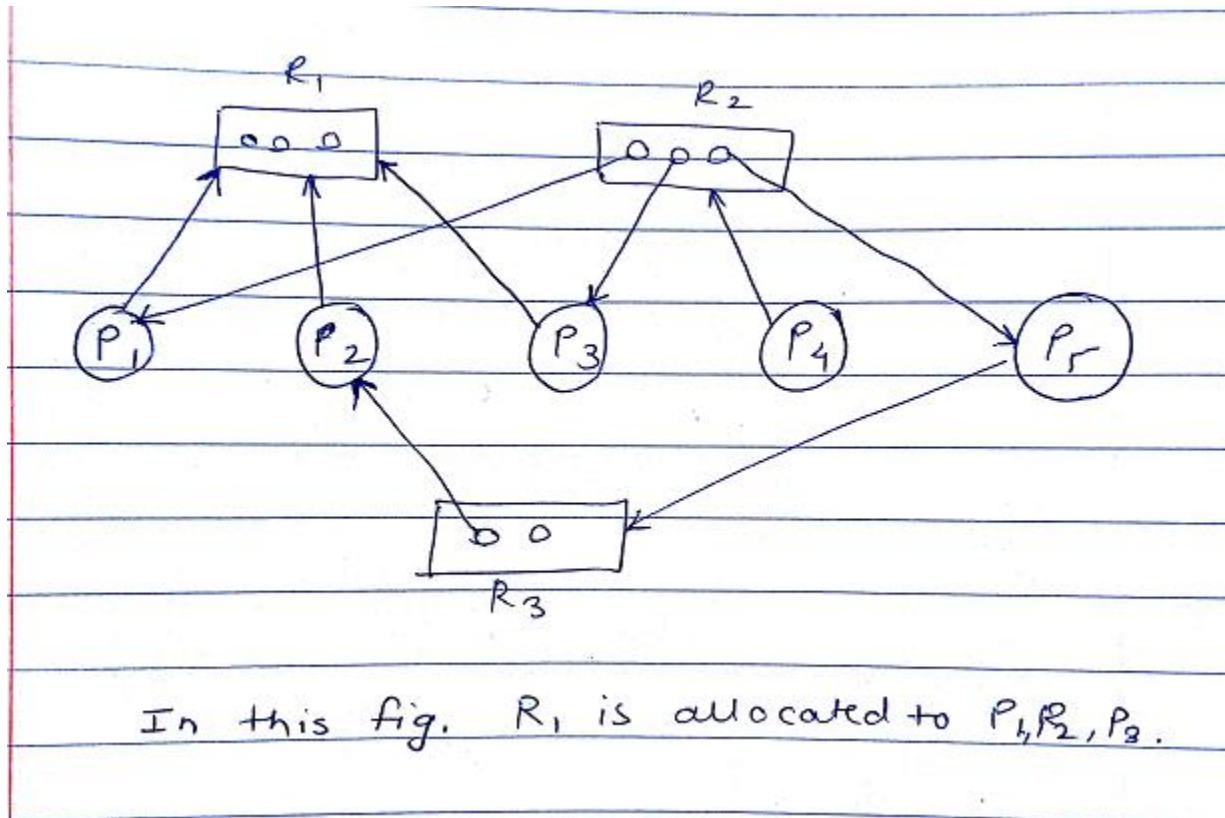 R1
R2
P1 P2 P3 P4 P5
R3
In this fig. R1 is allocated to P1, P2, P3.